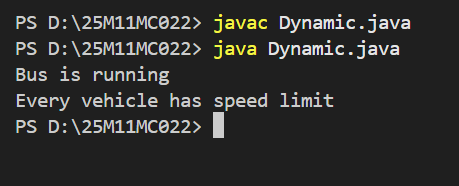 PS D:\25M11MC022> javac Dynamic.java
PS D:\25M11MC022> java Dynamic.java
Bus is running
Every vehicle has speed limit
PS D:\25M11MC022>